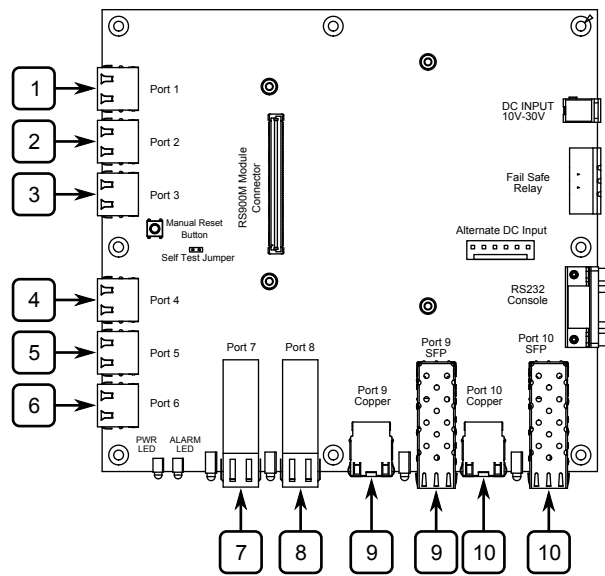 1
Port 1
2
Port 2
3
Port 3
Manual Reset
Button
Self Test Jumper
RS900M Module
Connector
DC INPUT
10V-30V
Fail Safe
Relay
Alternate DC Input
RS232
Console
4
Port 4
5
Port 5
6
Port 6
PWR
LED
ALARM
LED
Port 7
Port 8
Port 9
Copper
Port 9
SFP
Port 10
Copper
Port 10
SFP
7
8
9
9
10
10